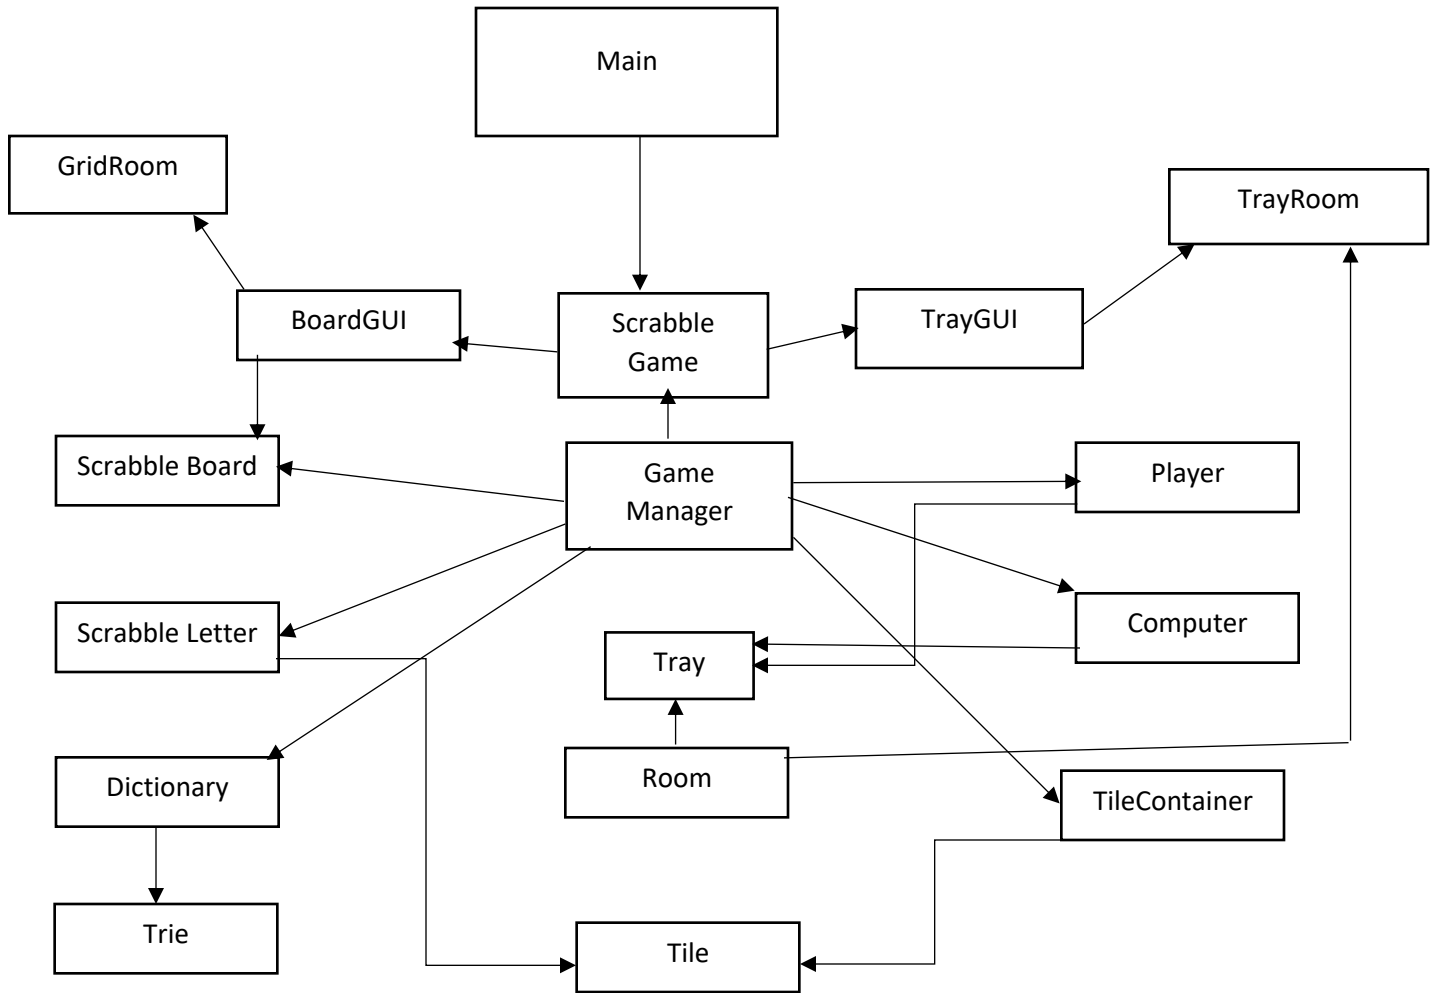 Main
GridRoom
TrayRoom
BoardGUI
Scrabble
Game
TrayGUI
Scrabble Board
Game
Manager
Player
Scrabble Letter
Tray
Computer
Dictionary
Room
TileContainer
Trie
Tile